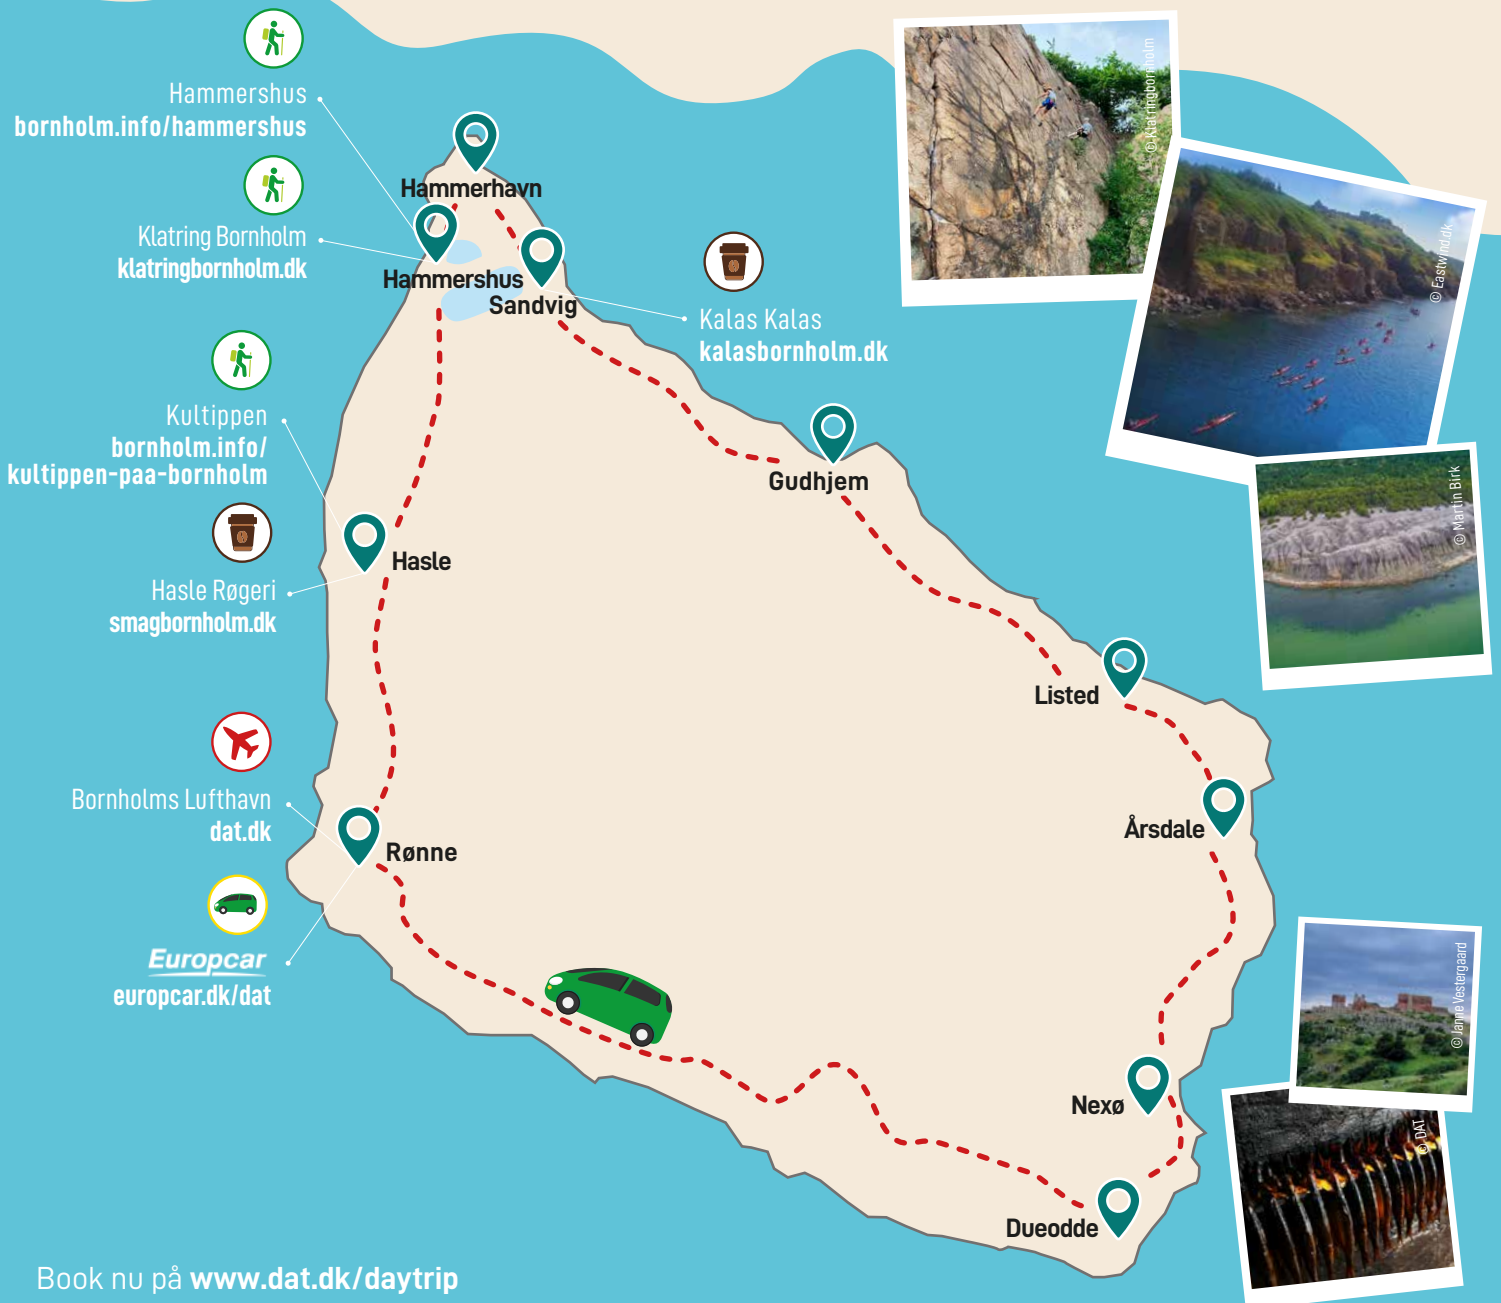 Hammershus
bornholm.info/hammershus
Klatring Bornholm
klatringbornholm.dk
Kultippen
bornholm.info/
kultippen-paa-bornholm
Hasle Røgeri
smagbornholm.dk
Bornholms Lufthavn
dat.dk
Europcar
europcar.dk/dat
Hammerhavn
Hammershus
Sandvig
Kalas Kalas
kalasbornholm.dk
Gudhjem
Hasle
Listed
Årsdale
Rønne
Nexø
Dueodde
© Klatringbornholm
© Eastwind.dk
© Martin Birk
© Janne Vestergaard
© DAT
Book nu på www.dat.dk/daytrip